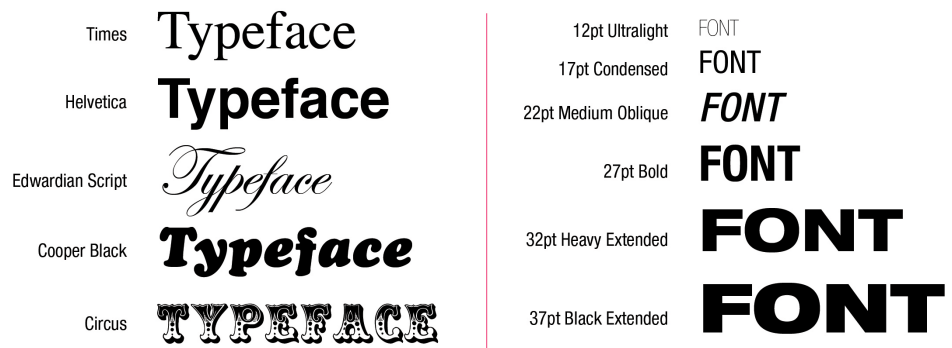 Times Typeface
Helvetica Typeface
Edwardian Script Typeface
Cooper Black Typeface
Circus TYPEFACE
12pt Ultralight FONT
17pt Condensed FONT
22pt Medium Oblique FONT
27pt Bold FONT
32pt Heavy Extended FONT
37pt Black Extended FONT